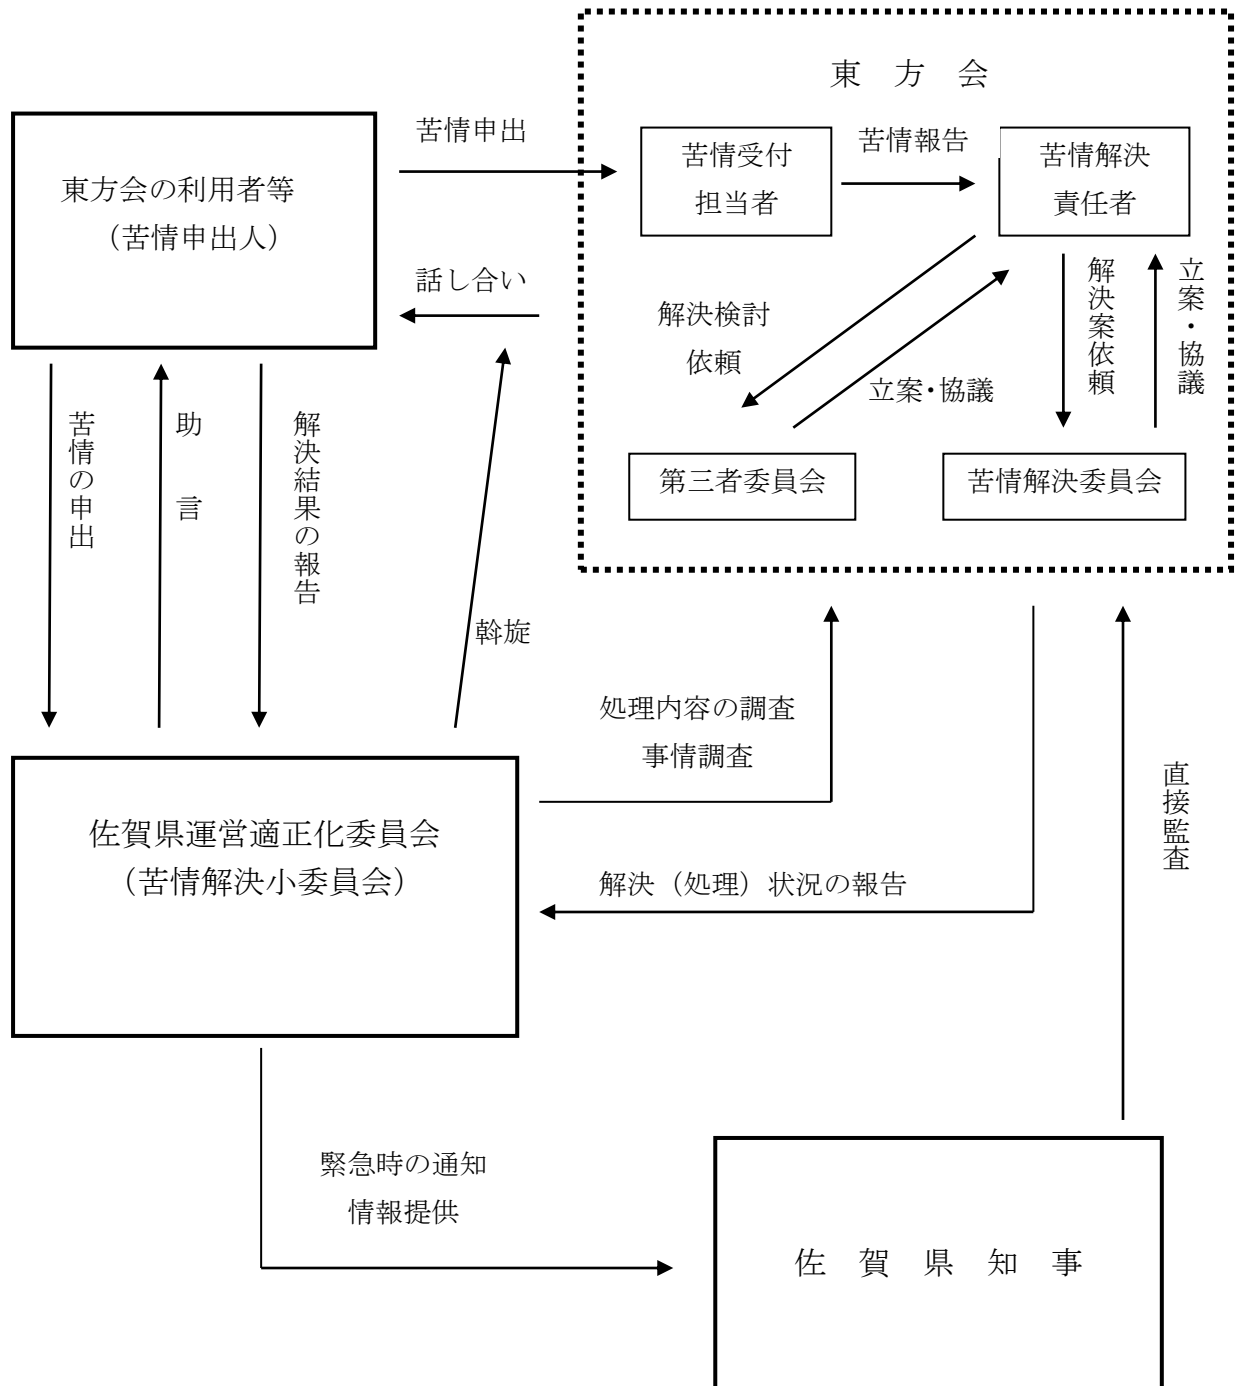 東 方 会
苦情申出
東方会の利用者等
（苦情申出人）
苦情受付
担当者
苦情報告
苦情解決
責任者
話し合い
解決検討
依頼
立案・協議
解決案依頼
立案・協議
第三者委員会
苦情解決委員会
苦情の申出
助 言
解決結果の報告
斡旋
処理内容の調査
事情調査
直接監査
佐賀県運営適正化委員会
（苦情解決小委員会）
解決（処理）状況の報告
緊急時の通知
情報提供
佐 賀 県 知 事